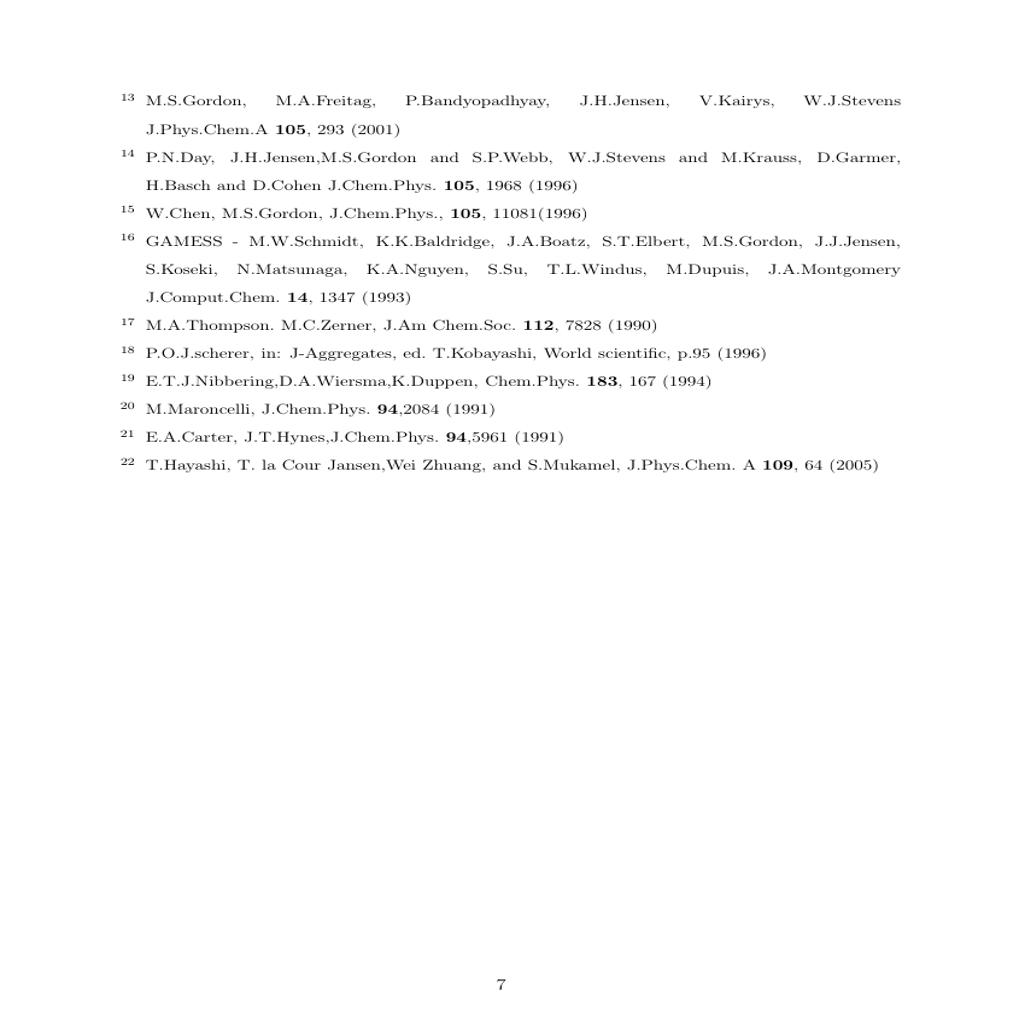 13 M.S.Gordon, M.A.Freitag, P.Bandyopadhyay, J.H.Jensen, V.Kairys, W.J.Stevens
J.Phys.Chem.A 105, 293 (2001)
14 P.N.Day, J.H.Jensen,M.S.Gordon and S.P.Webb, W.J.Stevens and M.Krauss, D.Garmer,
H.Basch and D.Cohen J.Chem.Phys. 105, 1968 (1996)
15 W.Chen, M.S.Gordon, J.Chem.Phys., 105, 11081(1996)
16 GAMESS - M.W.Schmidt, K.K.Baldridge, J.A.Boatz, S.T.Elbert, M.S.Gordon, J.J.Jensen,
S.Koseki, N.Matsunaga, K.A.Nguyen, S.Su, T.L.Windus, M.Dupuis, J.A.Montgomery
J.Comput.Chem. 14, 1347 (1993)
17 M.A.Thompson. M.C.Zerner, J.Am Chem.Soc. 112, 7828 (1990)
18 P.O.J.scherer, in: J-Aggregates, ed. T.Kobayashi, World scientific, p.95 (1996)
19 E.T.J.Nibbering,D.A.Wiersma,K.Duppen, Chem.Phys. 183, 167 (1994)
20 M.Maroncelli, J.Chem.Phys. 94,2084 (1991)
21 E.A.Carter, J.T.Hynes,J.Chem.Phys. 94,5961 (1991)
22 T.Hayashi, T. la Cour Jansen,Wei Zhuang, and S.Mukamel, J.Phys.Chem. A 109, 64 (2005)
7